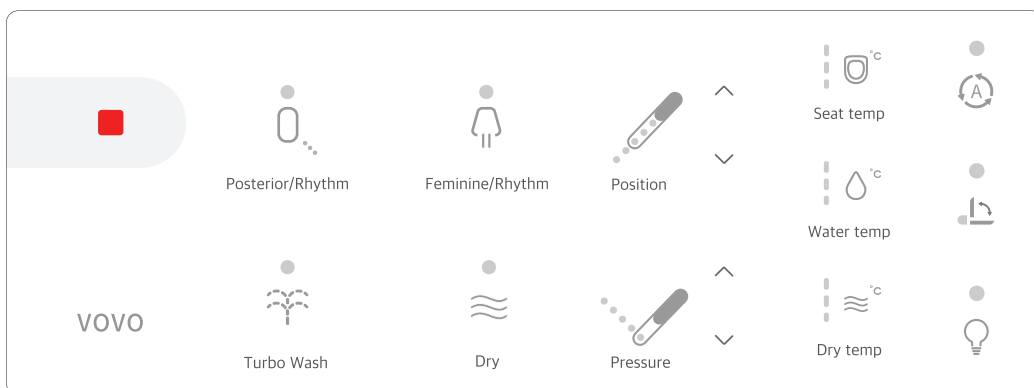 °C
Seat temp
A
Posterior/Rhythm
Feminine/Rhythm
Position
°C
Water temp
VOVO
Turbo Wash
Dry
Pressure
°C
Dry temp